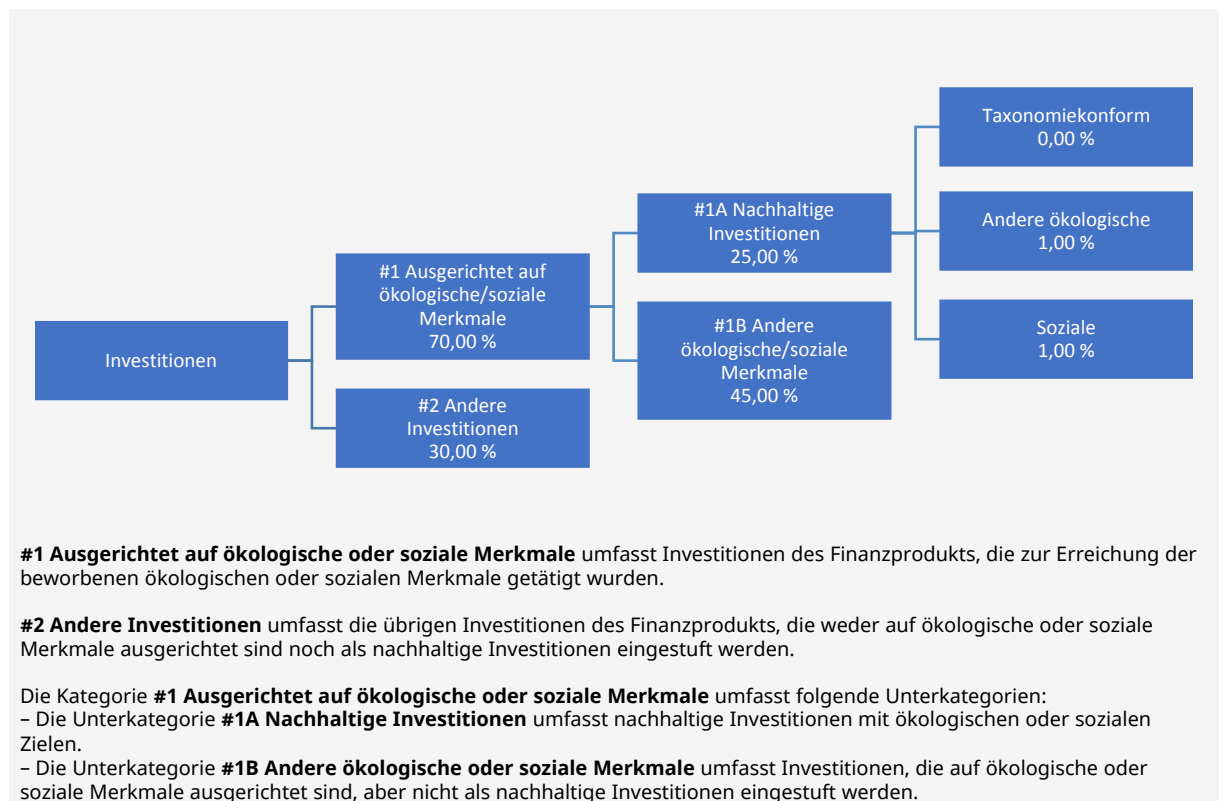 Taxonomiekonform
0,00 %
#1A Nachhaltige
Investitionen
25,00 %
Andere ökologische
1,00 %
#1 Ausgerichtet auf
ökologische/soziale
Merkmale
70,00 %
#1B Andere
ökologische/soziale
Merkmale
45,00 %
Soziale
1,00 %
Investitionen
#2 Andere
Investitionen
30,00 %
#1 Ausgerichtet auf ökologische oder soziale Merkmale umfasst Investitionen des Finanzprodukts, die zur Erreichung der
beworbenen ökologischen oder sozialen Merkmale getätigt wurden.
#2 Andere Investitionen umfasst die übrigen Investitionen des Finanzprodukts, die weder auf ökologische oder soziale
Merkmale ausgerichtet sind noch als nachhaltige Investitionen eingestuft werden.
Die Kategorie #1 Ausgerichtet auf ökologische oder soziale Merkmale umfasst folgende Unterkategorien:
– Die Unterkategorie #1A Nachhaltige Investitionen umfasst nachhaltige Investitionen mit ökologischen oder sozialen
Zielen.
– Die Unterkategorie #1B Andere ökologische oder soziale Merkmale umfasst Investitionen, die auf ökologische oder
soziale Merkmale ausgerichtet sind, aber nicht als nachhaltige Investitionen eingestuft werden.